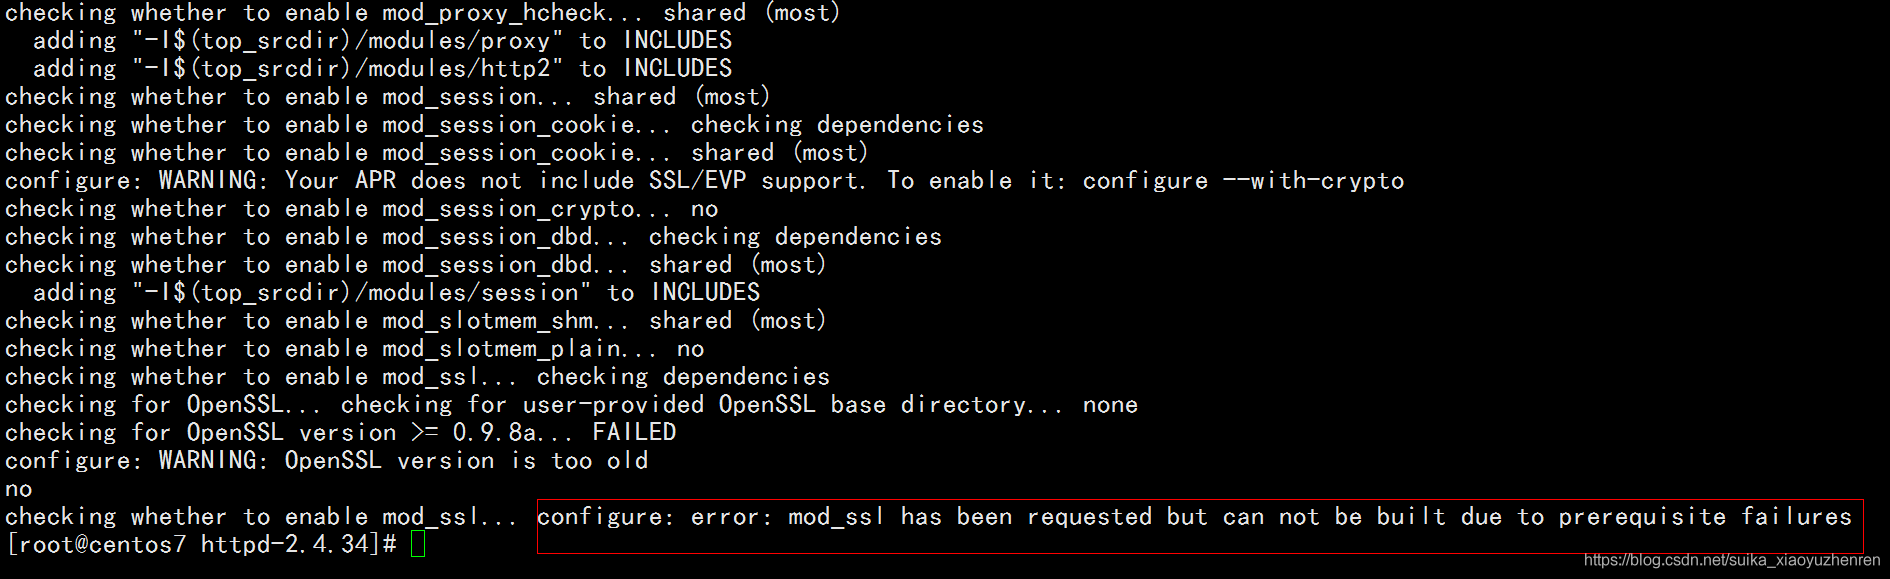 checking whether to enable mod_proxy_hcheck... shared (most)
  adding "-I$(top_srcdir)/modules/proxy" to INCLUDES
  adding "-I$(top_srcdir)/modules/http2" to INCLUDES
checking whether to enable mod_session... shared (most)
checking whether to enable mod_session_cookie... checking dependencies
checking whether to enable mod_session_cookie... shared (most)
configure: WARNING: Your APR does not include SSL/EVP support. To enable it: configure --with-crypto
checking whether to enable mod_session_crypto... no
checking whether to enable mod_session_dbd... checking dependencies
checking whether to enable mod_session_dbd... shared (most)
  adding "-I$(top_srcdir)/modules/session" to INCLUDES
checking whether to enable mod_slotmem_shm... shared (most)
checking whether to enable mod_slotmem_plain... no
checking whether to enable mod_ssl... checking dependencies
checking for OpenSSL... checking for user-provided OpenSSL base directory... none
checking for OpenSSL version >= 0.9.8a... FAILED
configure: WARNING: OpenSSL version is too old
no
checking whether to enable mod_ssl... configure: error: mod_ssl has been requested but can not be built due to prerequisite failures
[root@centos7 httpd-2.4.34]#
https://blog.csdn.net/suika_xiaoyuzhenren